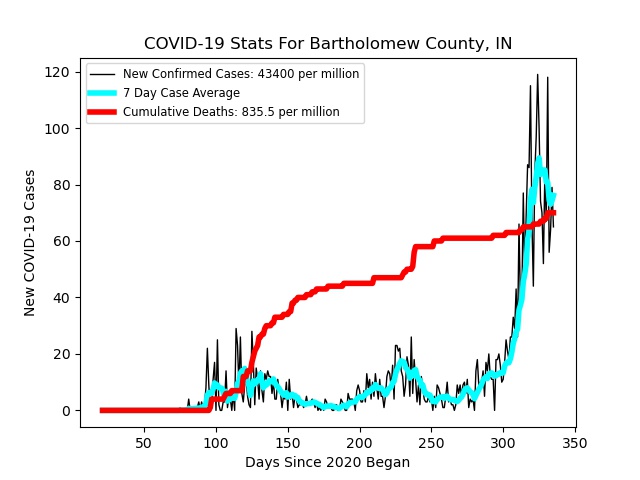 COVID-19 Stats For Bartholomew County, IN
New Confirmed Cases: 43400 per million
7 Day Case Average
Cumulative Deaths: 835.5 per million
New COVID-19 Cases
120
100
80
60
40
20
0
50 100 150 200 250 300 350
Days Since 2020 Began